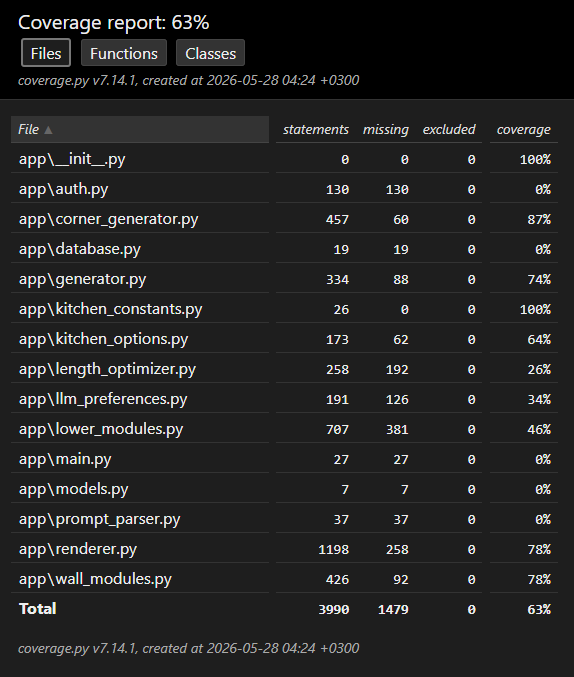 Coverage report: 63%
Files Functions Classes
coverage.py v7.14.1, created at 2026-05-28 04:24 +0300
File ▲ statements missing excluded coverage
app\__init__.py 0 0 0 100%
app\auth.py 130 130 0 0%
app\corner_generator.py 457 60 0 87%
app\database.py 19 19 0 0%
app\generator.py 334 88 0 74%
app\kitchen_constants.py 26 0 0 100%
app\kitchen_options.py 173 62 0 64%
app\length_optimizer.py 258 192 0 26%
app\llm_preferences.py 191 126 0 34%
app\lower_modules.py 707 381 0 46%
app\main.py 27 27 0 0%
app\models.py 7 7 0 0%
app\prompt_parser.py 37 37 0 0%
app\renderer.py 1198 258 0 78%
app\wall_modules.py 426 92 0 78%
Total 3990 1479 0 63%
coverage.py v7.14.1, created at 2026-05-28 04:24 +0300